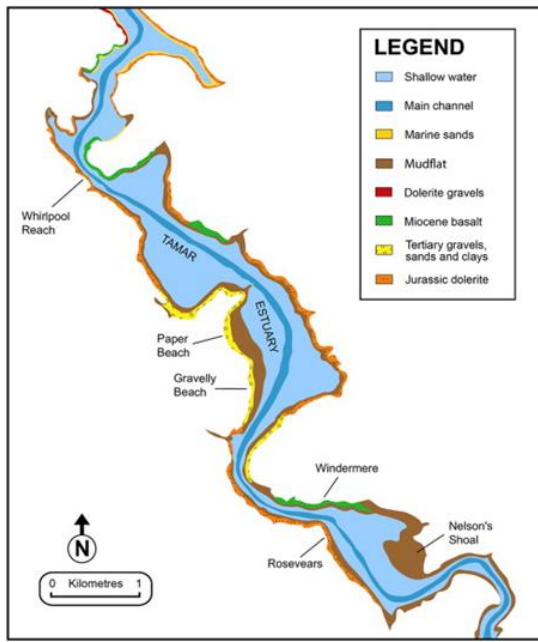 LEGEND
Shallow water
Main channel
Marine sands
Mudflat
Dolerite gravels
Miocene basalt
Tertiary gravels,
sands and clays
Jurassic dolerite
Whirlpool
Reach
TAMAR
ESTUARY
Paper
Beach
Gravelly
Beach
Windermere
Nelson's
Shoal
Rosevears
N
0 Kilometres 1